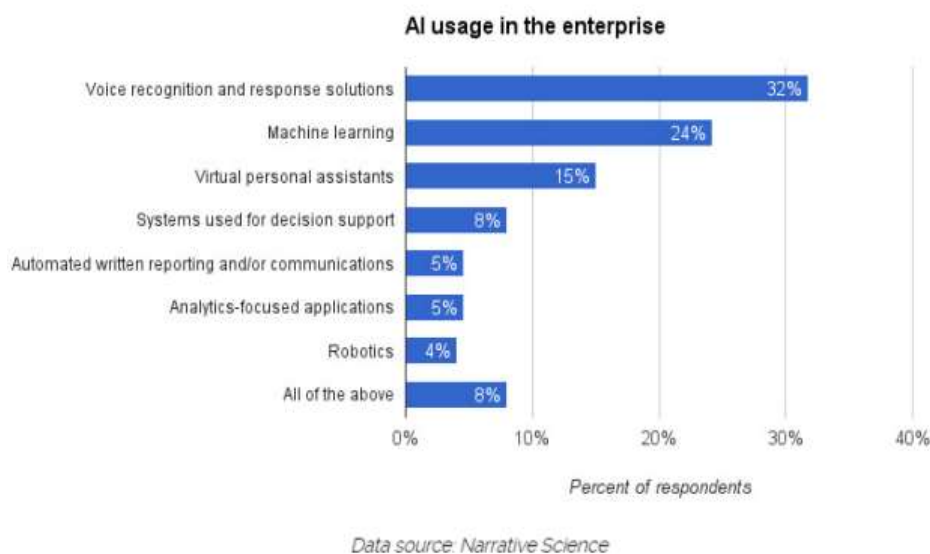 AI usage in the enterprise
Voice recognition and response solutions 32%
Machine learning 24%
Virtual personal assistants 15%
Systems used for decision support 8%
Automated written reporting and/or communications 5%
Analytics-focused applications 5%
Robotics 4%
All of the above 8%
0% 10% 20% 30% 40%
Percent of respondents
Data source: Narrative Science